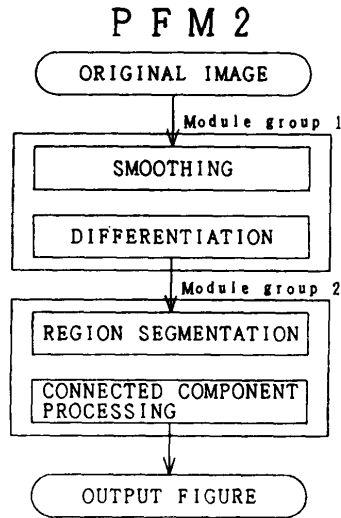 PFM2
ORIGINAL IMAGE
Module group 1
SMOOTHING
DIFFERENTIATION
Module group 2
REGION SEGMENTATION
CONNECTED COMPONENT
PROCESSING
OUTPUT FIGURE